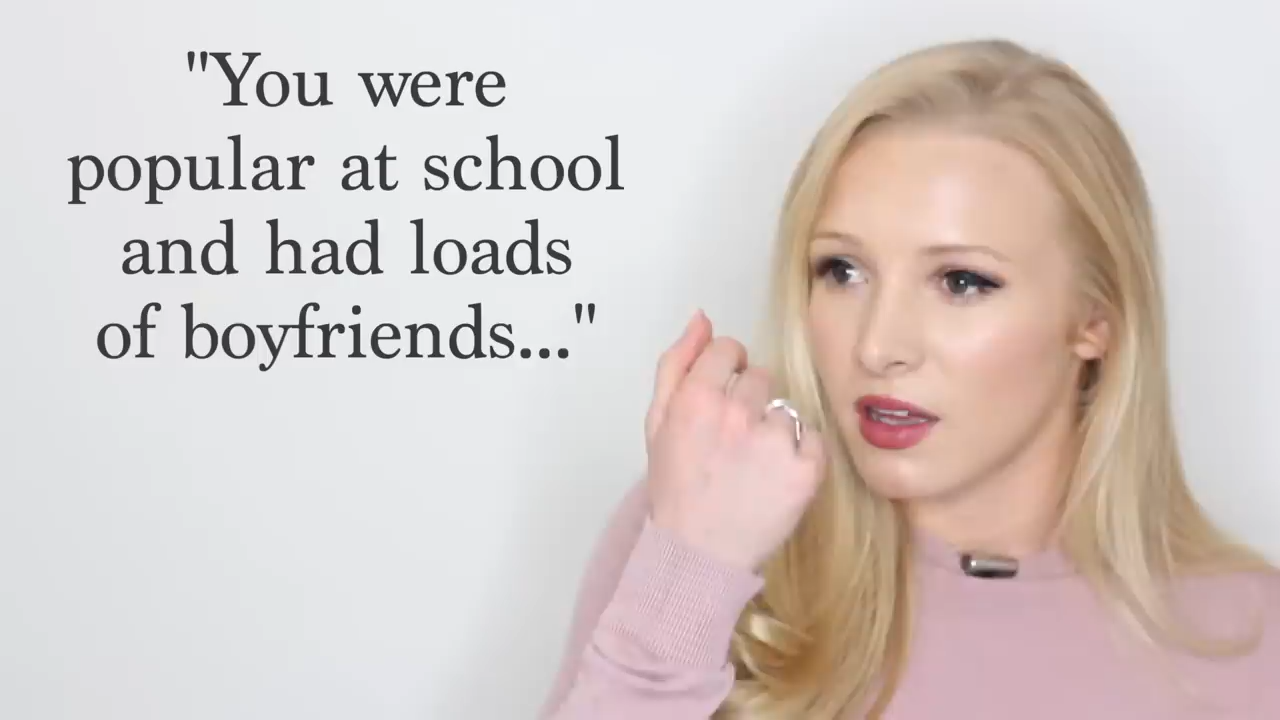 "You were
popular at school
and had loads
of boyfriends..."